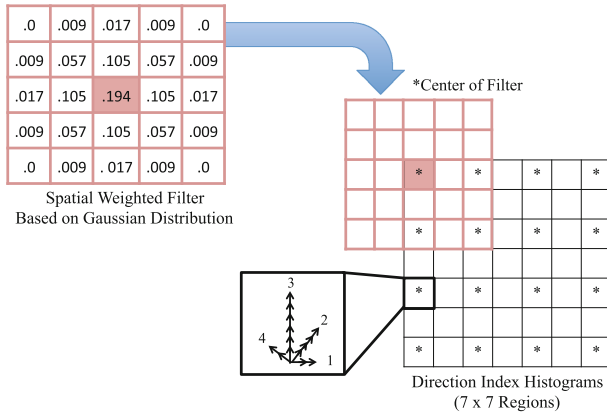 .0 .009 .017 .009 .0
.009 .057 .105 .057 .009
.017 .105 .194 .105 .017
.009 .057 .105 .057 .009
.0 .009 . 017 .009 .0
Spatial Weighted Filter
Based on Gaussian Distribution
*Center of Filter
* * * *
* * * *
* * * *
* * * *
3
2
4
1
Direction Index Histograms
(7 x 7 Regions)